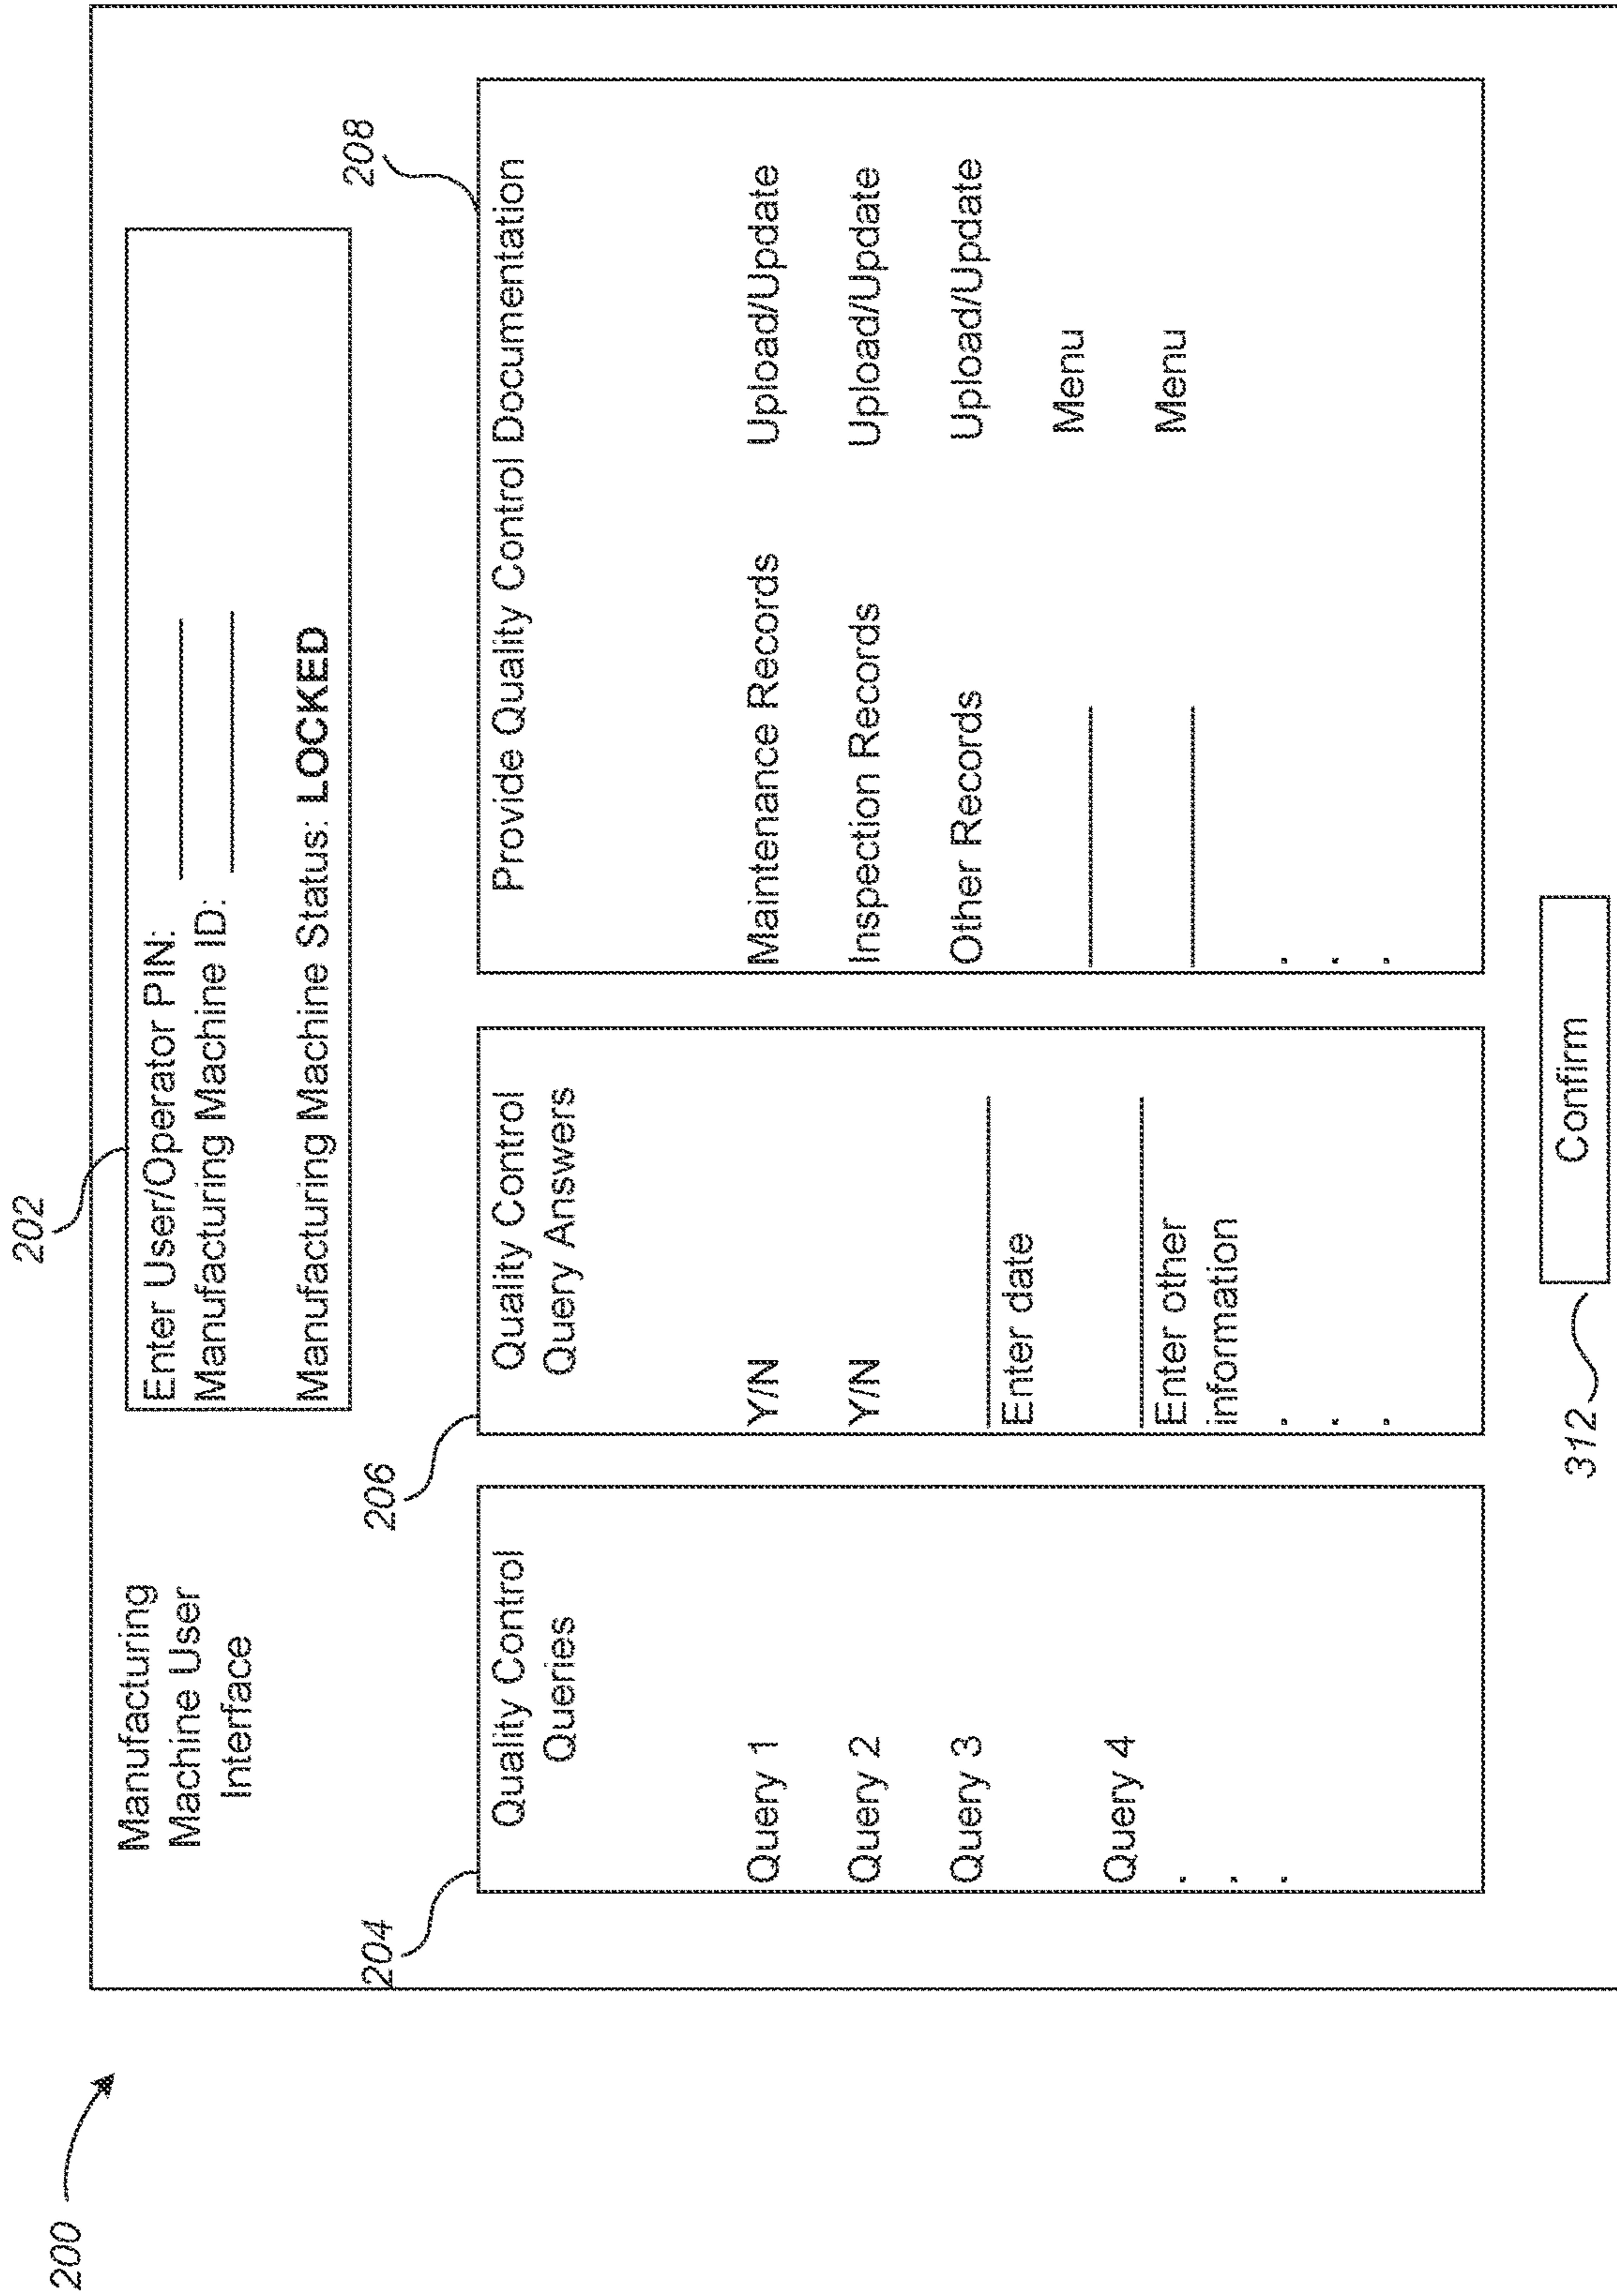 200
202
Manufacturing
Machine User
Interface
Enter User/Operator PIN:
Manufacturing Machine ID:
Manufacturing Machine Status: LOCKED
204
Quality Control
Queries
Query 1
Query 2
Query 3
Query 4
.
.
.
206
Quality Control
Query Answers
Y/N
Y/N
Enter date
Enter other
information
.
.
.
208
Provide Quality Control Documentation
Maintenance Records Upload/Update
Inspection Records Upload/Update
Other Records Upload/Update
Menu
Menu
.
.
.
312
Confirm